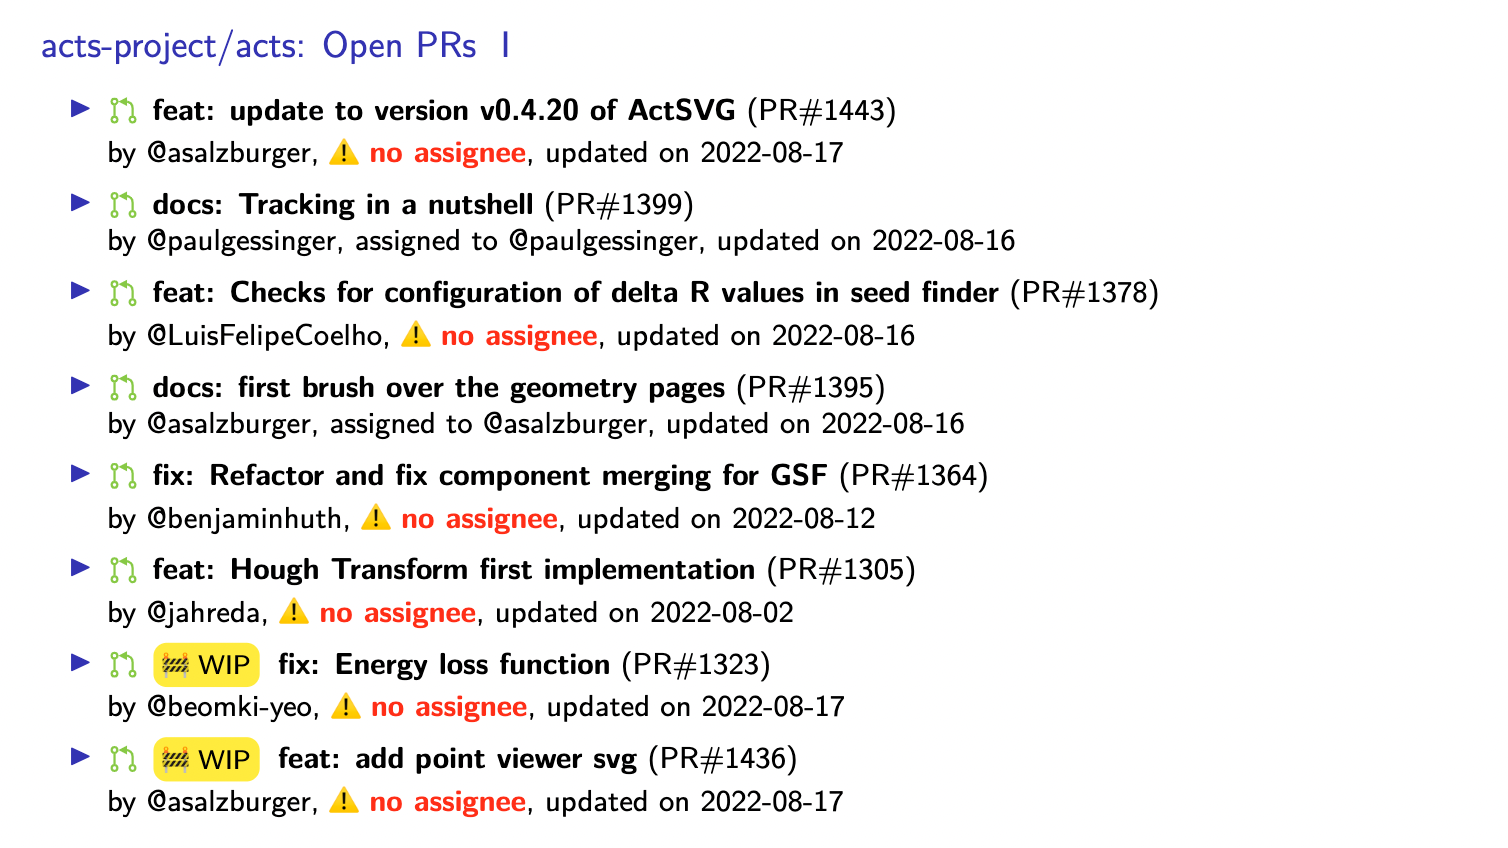 acts-project/acts: Open PRs I
feat: update to version v0.4.20 of ActSVG (PR#1443)
by @asalzburger, ⚠️ no assignee, updated on 2022-08-17
docs: Tracking in a nutshell (PR#1399)
by @paulgessinger, assigned to @paulgessinger, updated on 2022-08-16
feat: Checks for configuration of delta R values in seed finder (PR#1378)
by @LuisFelipeCoelho, ⚠️ no assignee, updated on 2022-08-16
docs: first brush over the geometry pages (PR#1395)
by @asalzburger, assigned to @asalzburger, updated on 2022-08-16
fix: Refactor and fix component merging for GSF (PR#1364)
by @benjaminhuth, ⚠️ no assignee, updated on 2022-08-12
feat: Hough Transform first implementation (PR#1305)
by @jahreda, ⚠️ no assignee, updated on 2022-08-02
🚧 WIP fix: Energy loss function (PR#1323)
by @beomki-yeo, ⚠️ no assignee, updated on 2022-08-17
🚧 WIP feat: add point viewer svg (PR#1436)
by @asalzburger, ⚠️ no assignee, updated on 2022-08-17